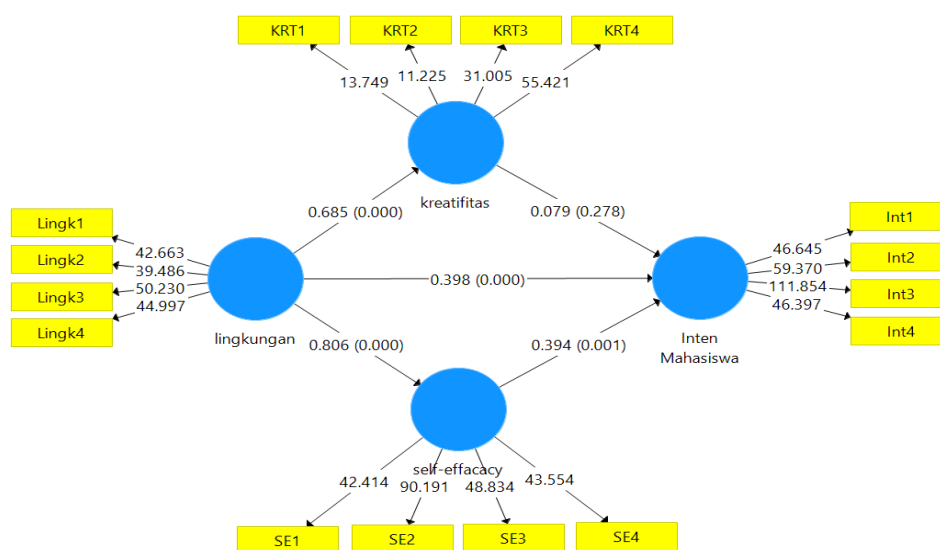 KRT1 KRT2 KRT3 KRT4
13.749 11.225 31.005 55.421
kreatifitas
0.685 (0.000) 0.079 (0.278)
Lingk1
Lingk2
Lingk3
Lingk4
42.663
39.486
50.230
44.997
lingkungan
0.398 (0.000)
Inten
Mahasiswa
46.645
59.370
111.854
46.397
Int1
Int2
Int3
Int4
0.806 (0.000) 0.394 (0.001)
self-effacacy
42.414 90.191 48.834 43.554
SE1 SE2 SE3 SE4